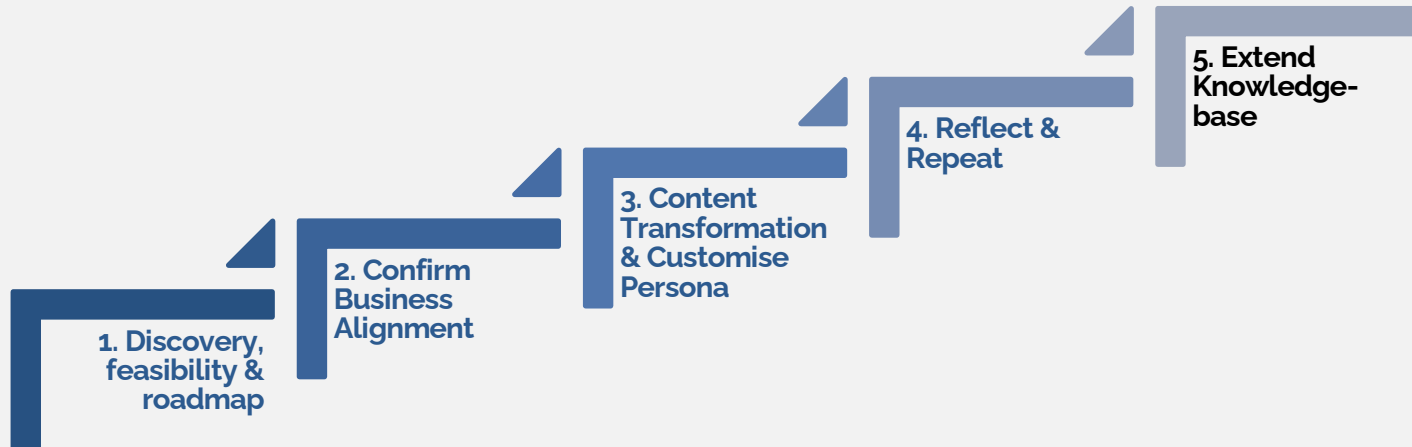 1. Discovery,
feasibility &
roadmap
2. Confirm
Business
Alignment
3. Content
Transformation
& Customise
Persona
4. Reflect &
Repeat
5. Extend
Knowledge-
base